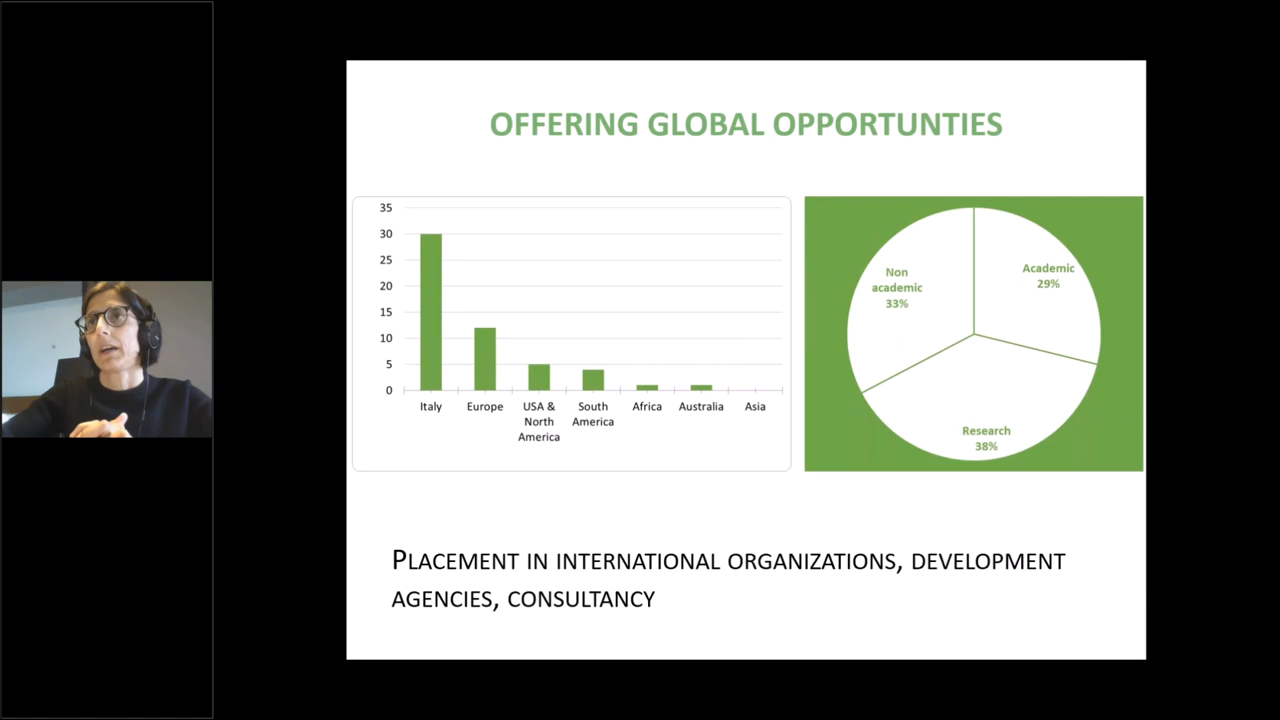 OFFERING GLOBAL OPPORTUNTIES
35
30
25
20
15
10
5
0
Italy
Europe
USA &
North
America
South
America
Africa
Australia
Asia
Non
academic
33%
Academic
29%
Research
38%
PLACEMENT IN INTERNATIONAL ORGANIZATIONS, DEVELOPMENT
AGENCIES, CONSULTANCY